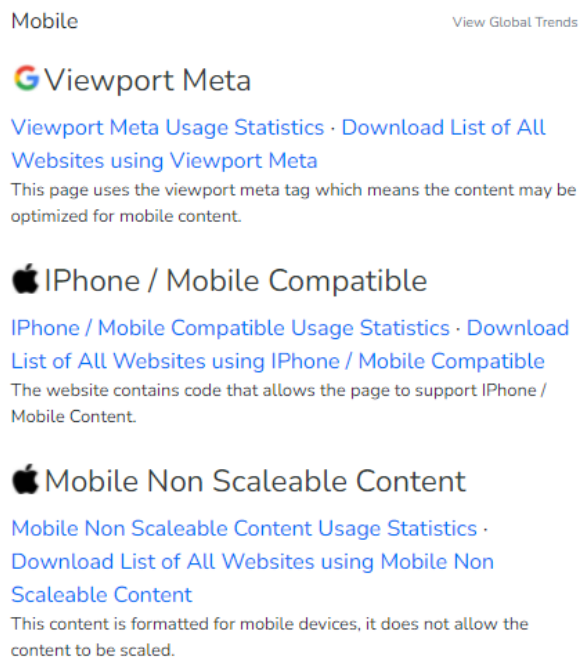 Mobile
View Global Trends
Viewport Meta
Viewport Meta Usage Statistics · Download List of All
Websites using Viewport Meta
This page uses the viewport meta tag which means the content may be
optimized for mobile content.
IPhone / Mobile Compatible
IPhone / Mobile Compatible Usage Statistics · Download
List of All Websites using IPhone / Mobile Compatible
The website contains code that allows the page to support IPhone /
Mobile Content.
Mobile Non Scaleable Content
Mobile Non Scaleable Content Usage Statistics ·
Download List of All Websites using Mobile Non
Scaleable Content
This content is formatted for mobile devices, it does not allow the
content to be scaled.